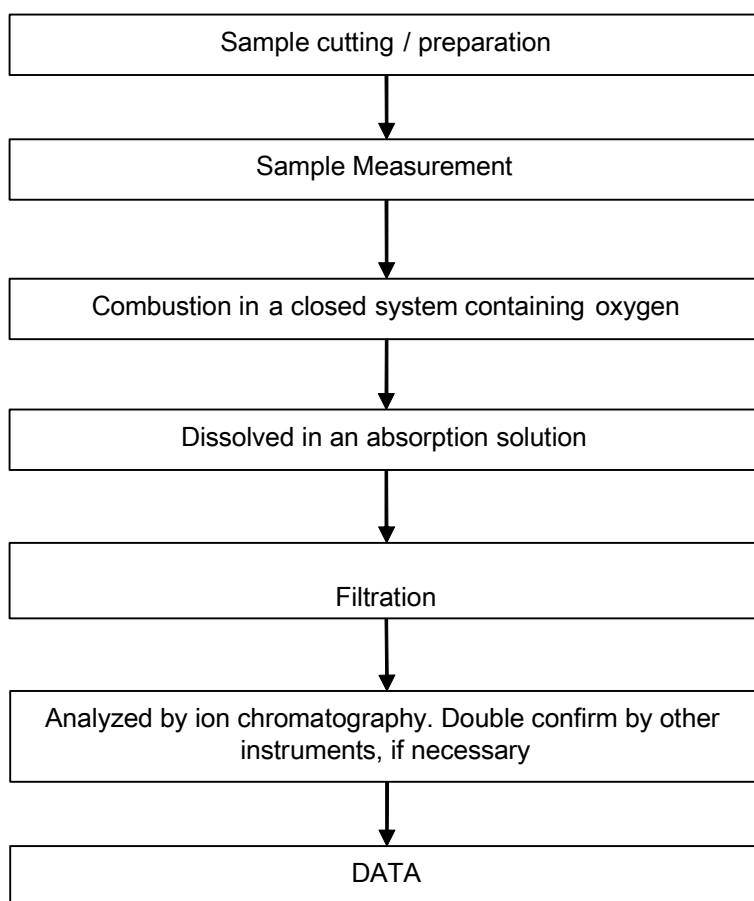 Sample cutting / preparation
Sample Measurement
Combustion in a closed system containing oxygen
Dissolved in an absorption solution
Filtration
Analyzed by ion chromatography. Double confirm by other
instruments, if necessary
DATA